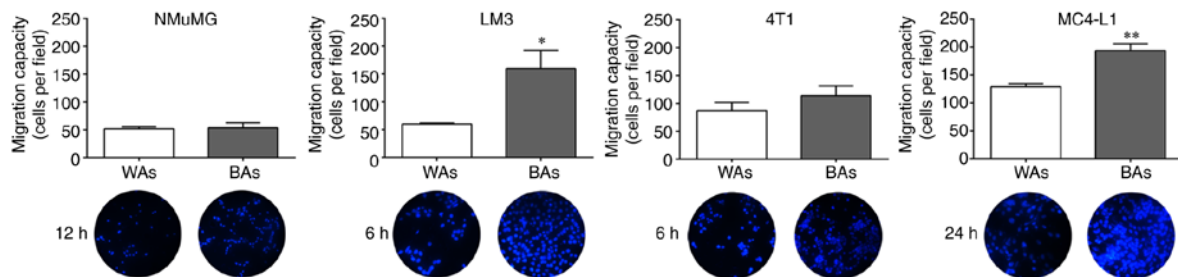 NMuMG
Migration capacity
(cells per field)
250
200
150
100
50
0
WAs
BAs
12 h
LM3
Migration capacity
(cells per field)
250
200
150
100
50
0
*
WAs
BAs
6 h
4T1
Migration capacity
(cells per field)
250
200
150
100
50
0
WAs
BAs
6 h
MC4-L1
Migration capacity
(cells per field)
250
200
150
100
50
0
**
WAs
BAs
24 h